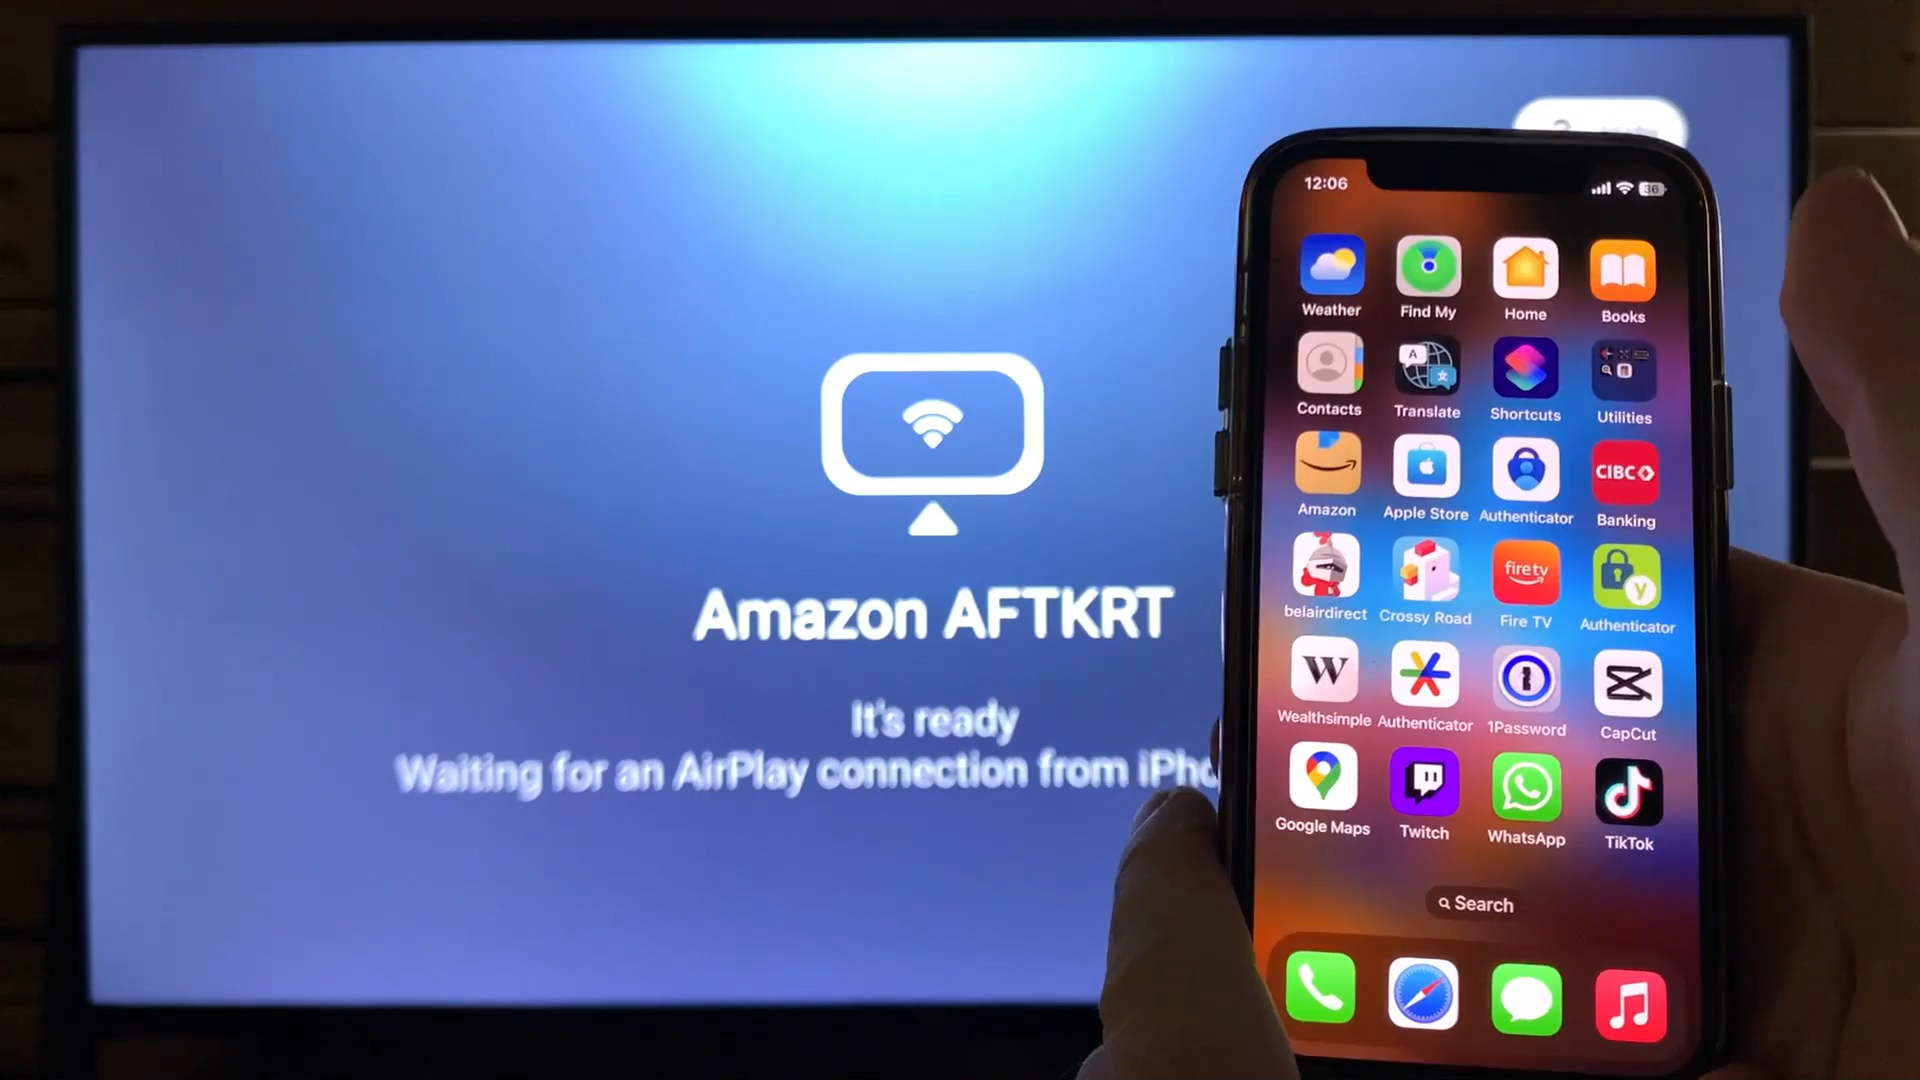 Amazon AFTKRT
It's ready
Waiting for an AirPlay connection from iPho
12:06
36
Weather Find My Home Books
Contacts Translate Shortcuts Utilities
CIBC
Amazon Apple Store Authenticator Banking
fire tv
y
belairdirect Crossy Road Fire TV Authenticator
W
Wealthsimple Authenticator 1Password CapCut
Google Maps Twitch WhatsApp TikTok
Search